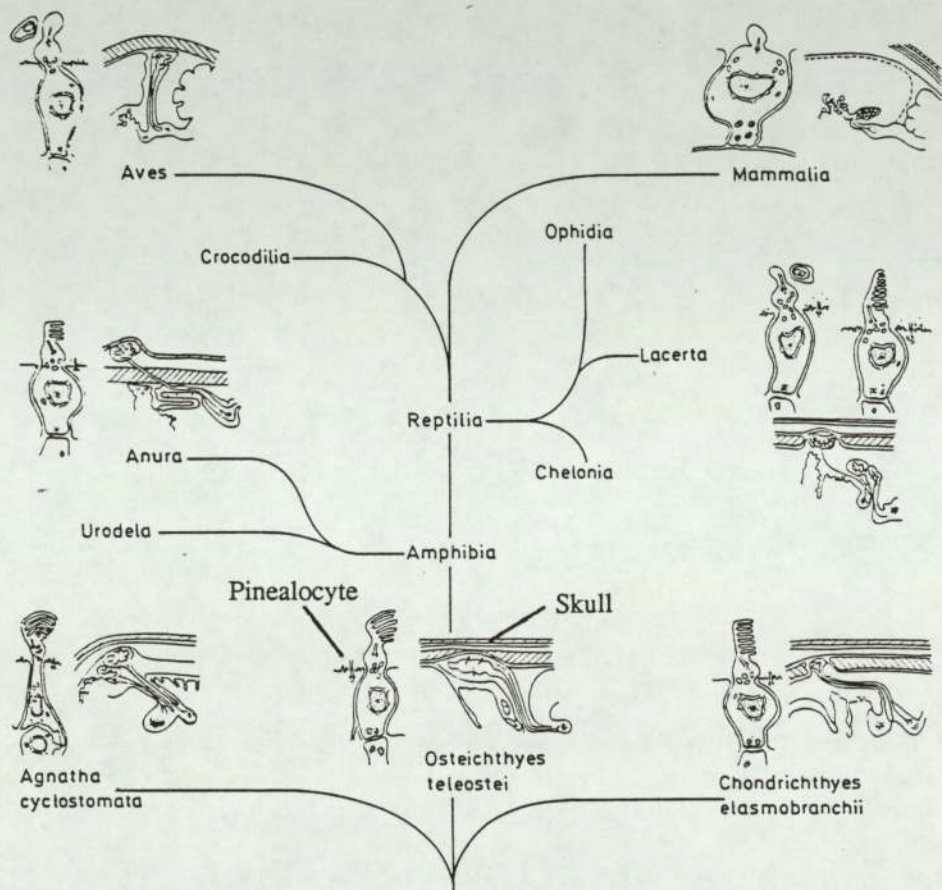 Aves
Mammalia
Ophidia
Crocodilia
Lacerta
Reptilia
Anura
Chelonia
Urodela
Amphibia
Pinealocyte
Skull
Agnatha
cyclostomata
Osteichthyes
teleostei
Chondrichthyes
elasmobranchii